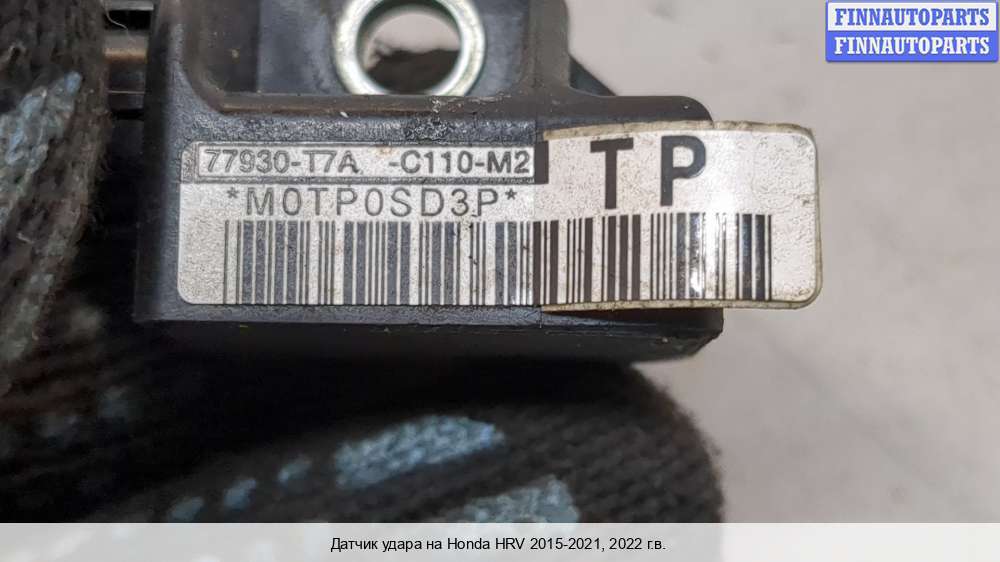 FINNAUTOPARTS
FINNAUTOPARTS
77930-T7A -C110-M2
TP
*M0TP0SD3P*
Датчик удара на Honda HRV 2015-2021, 2022 г.в.